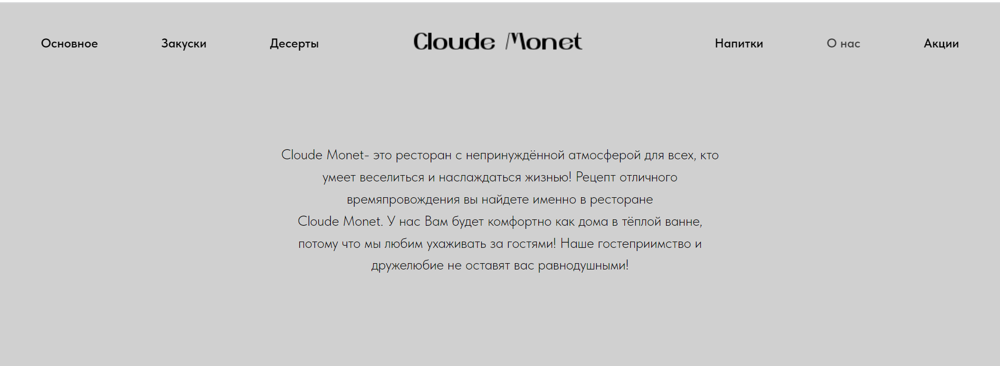 Основное Закуски Десерты Cloude Monet Напитки О нас Акции
Cloude Monet- это ресторан с непринуждённой атмосферой для всех, кто
умеет веселиться и наслаждаться жизнью! Рецепт отличного
времяпровождения вы найдете именно в ресторане
Cloude Monet. У нас Вам будет комфортно как дома в тёплой ванне,
потому что мы любим ухаживать за гостями! Наше гостеприимство и
дружелюбие не оставят вас равнодушными!